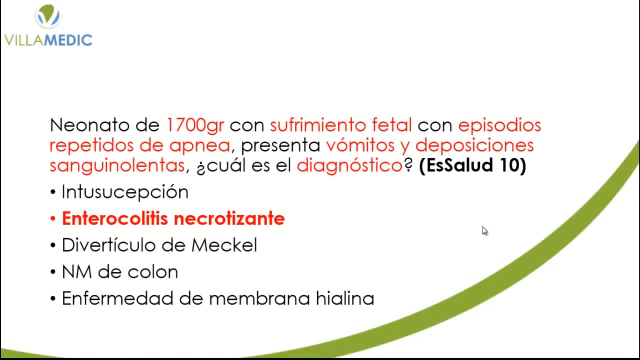 VILLAMEDIC
Neonato de 1700gr con sufrimiento fetal con episodios
repetidos de apnea, presenta vómitos y deposiciones
sanguinolentas, ¿cuál es el diagnóstico? (EsSalud 10)
• Intusucepción
• Enterocolitis necrotizante
• Divertículo de Meckel
• NM de colon
• Enfermedad de membrana hialina